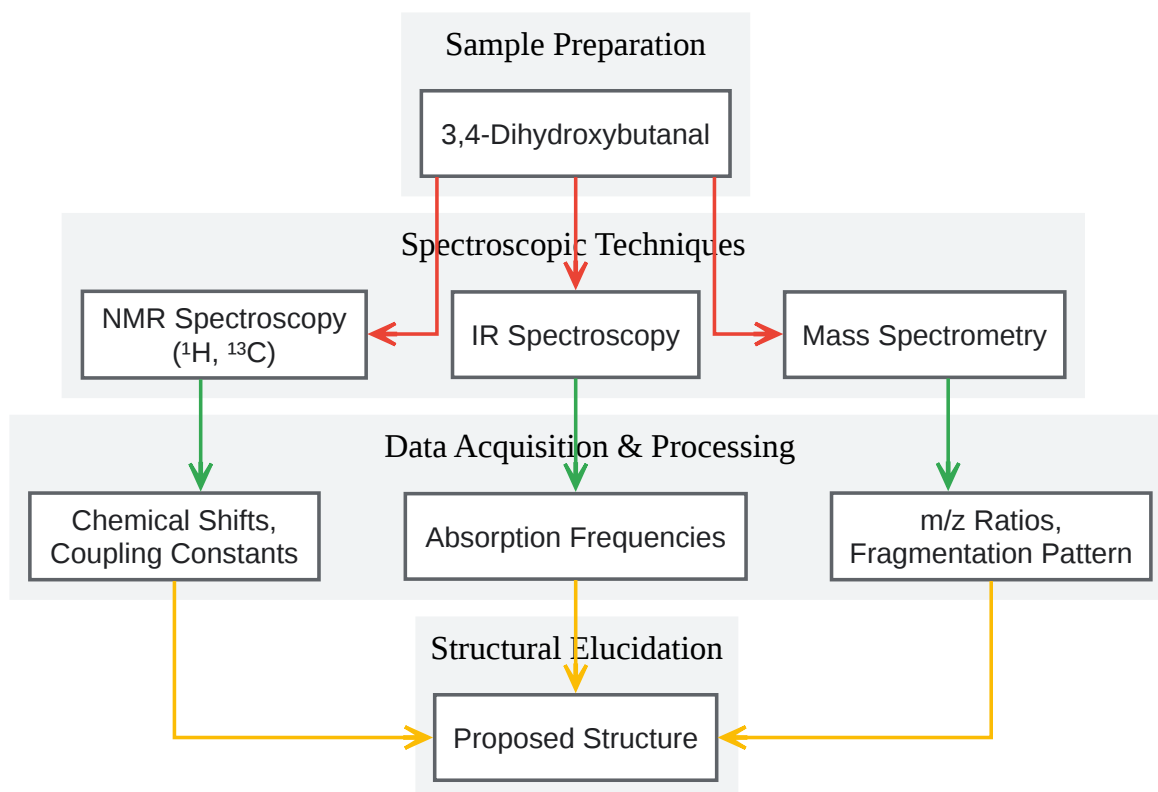 Sample Preparation
3,4-Dihydroxybutanal
Spectroscopic Techniques
NMR Spectroscopy
(¹H, ¹³C)
IR Spectroscopy
Mass Spectrometry
Data Acquisition & Processing
Chemical Shifts,
Coupling Constants
Absorption Frequencies
m/z Ratios,
Fragmentation Pattern
Structural Elucidation
Proposed Structure